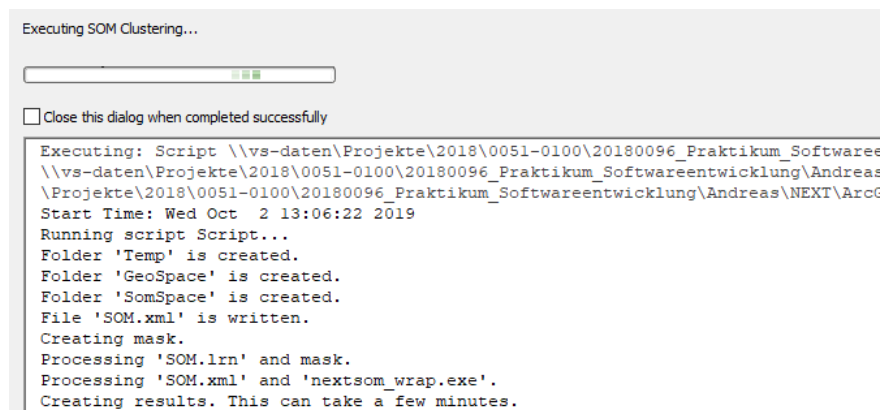 Executing SOM Clustering...
Close this dialog when completed successfully
Executing: Script \\vs-daten\Projekte\2018\0051-0100\20180096_Praktikum_Softwaree
\\vs-daten\Projekte\2018\0051-0100\20180096_Praktikum_Softwareentwicklung\Andreas
\Projekte\2018\0051-0100\20180096_Praktikum_Softwareentwicklung\Andreas\NEXT\ArcG
Start Time: Wed Oct  2 13:06:22 2019
Running script Script...
Folder 'Temp' is created.
Folder 'GeoSpace' is created.
Folder 'SomSpace' is created.
File 'SOM.xml' is written.
Creating mask.
Processing 'SOM.lrn' and mask.
Processing 'SOM.xml' and 'nextsom_wrap.exe'.
Creating results. This can take a few minutes.